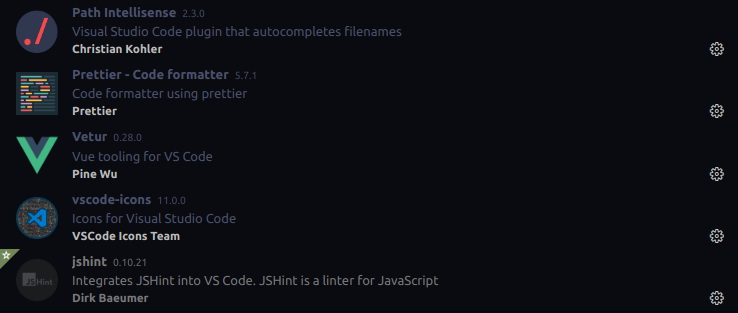 Path Intellisense 2.3.0
Visual Studio Code plugin that autocompletes filenames
Christian Kohler
Prettier - Code formatter 5.7.1
Code formatter using prettier
Prettier
Vetur 0.28.0
Vue tooling for VS Code
Pine Wu
vscode-icons 11.0.0
Icons for Visual Studio Code
VSCode Icons Team
jshint 0.10.21
JSHint
Integrates JSHint into VS Code. JSHint is a linter for JavaScript
Dirk Baeumer